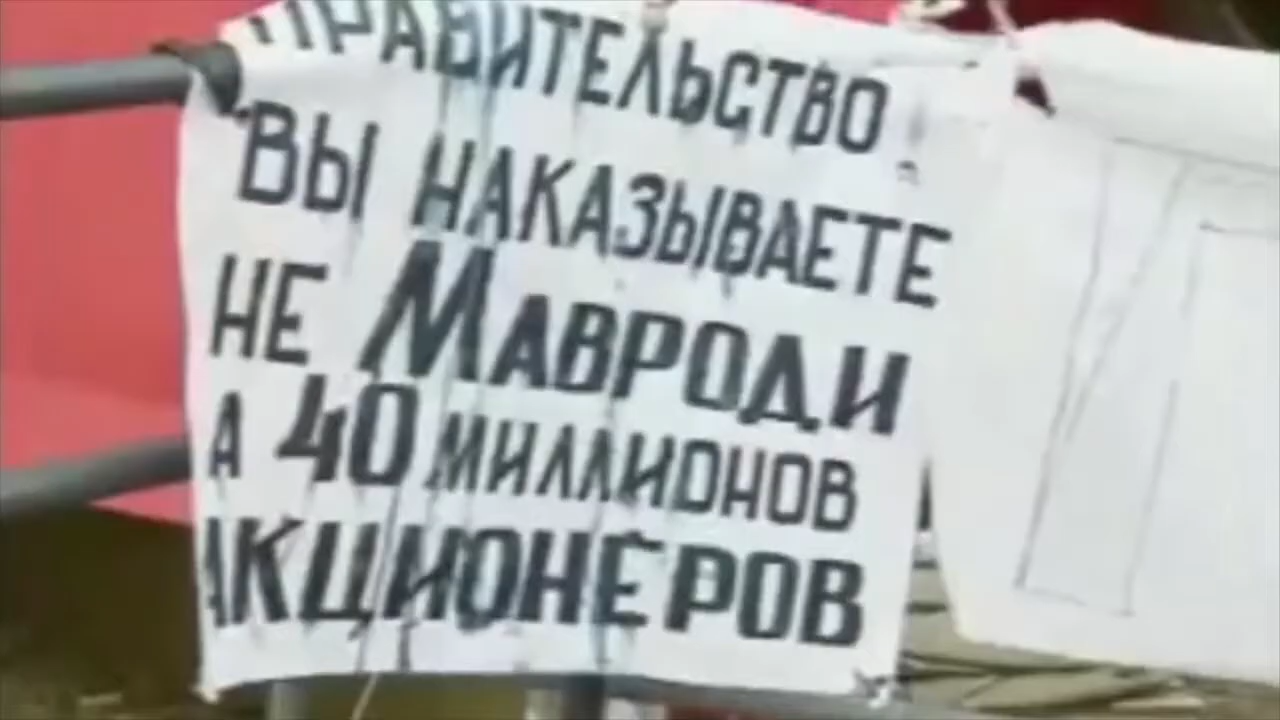 ПРАВИТЕЛЬСТВО!
ВЫ НАКАЗЫВАЕТЕ
НЕ МАВРОДИ
А 40 МИЛЛИОНОВ
АКЦИОНЕРОВ